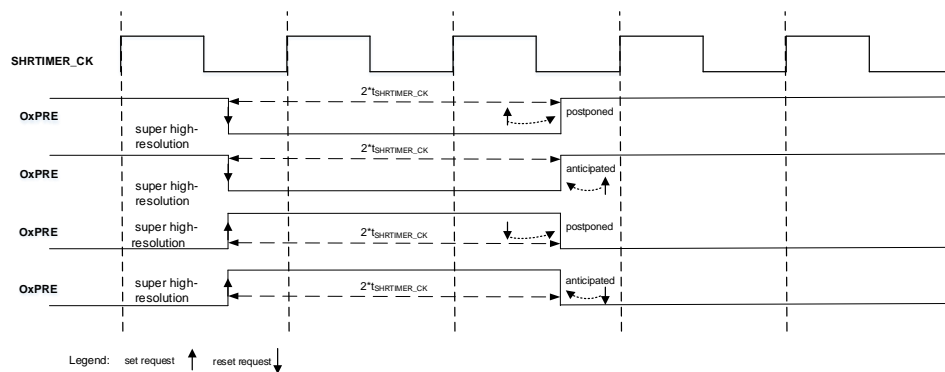 SHRTIMER_CK
2*tSHRTIMER_CK
OxPRE
postponed
super high-
resolution
2*tSHRTIMER_CK
OxPRE
anticipated
super high-
resolution
OxPRE
super high-
resolution
2*tSHRTIMER_CK
postponed
OxPRE
super high-
resolution
2*tSHRTIMER_CK
anticipated
Legend: set request reset request